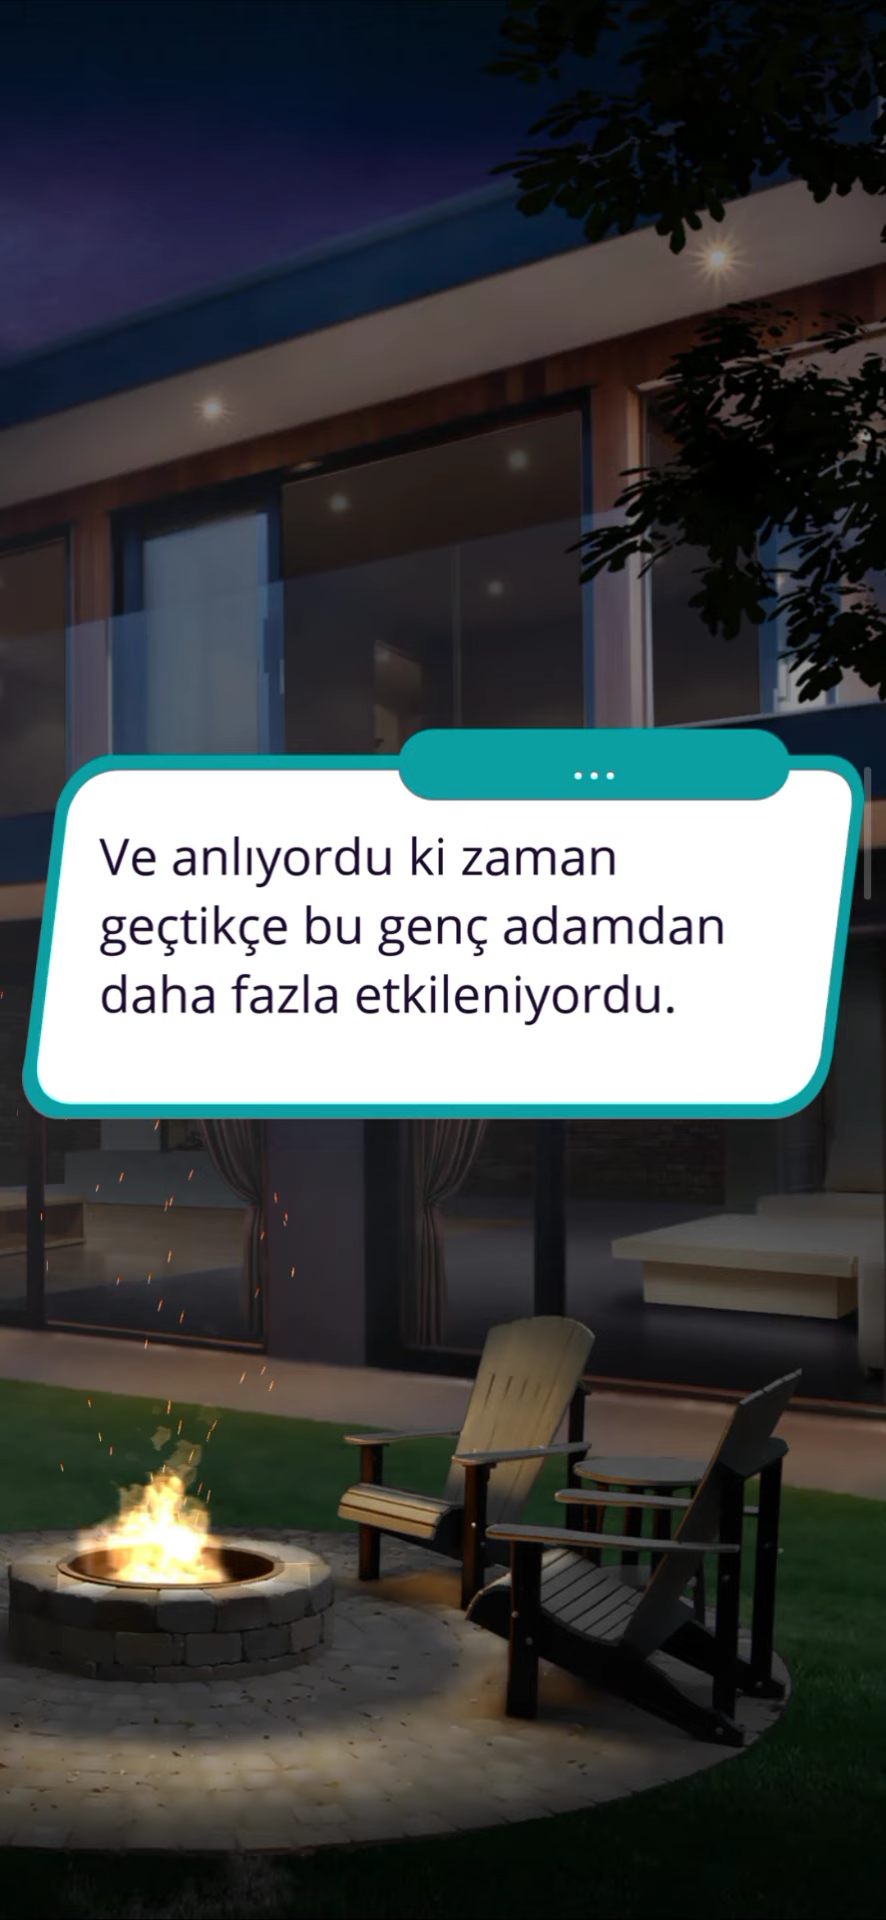 ...
Ve anlıyordu ki zaman
geçtikçe bu genç adamdan
daha fazla etkileniyordu.